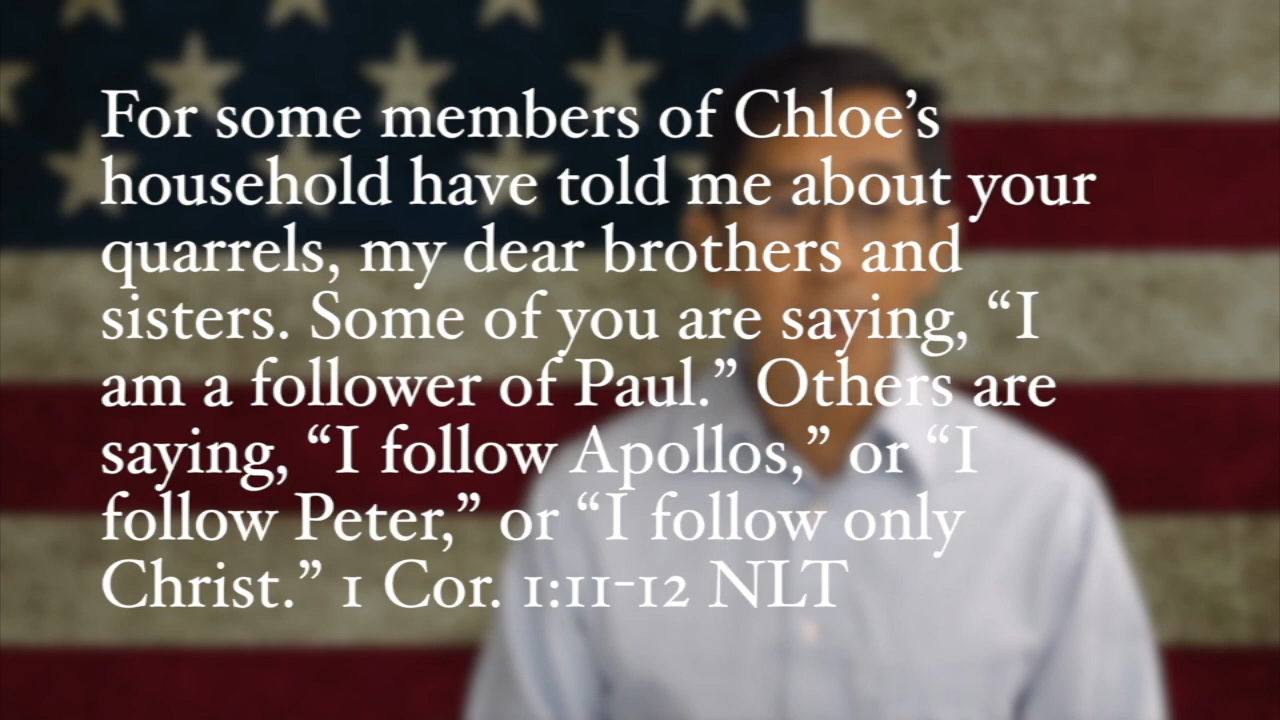 For some members of Chloe’s
household have told me about your
quarrels, my dear brothers and
sisters. Some of you are saying, “I
am a follower of Paul.” Others are
saying, “I follow Apollos,” or “I
follow Peter,” or “I follow only
Christ.” 1 Cor. 1:11-12 NLT